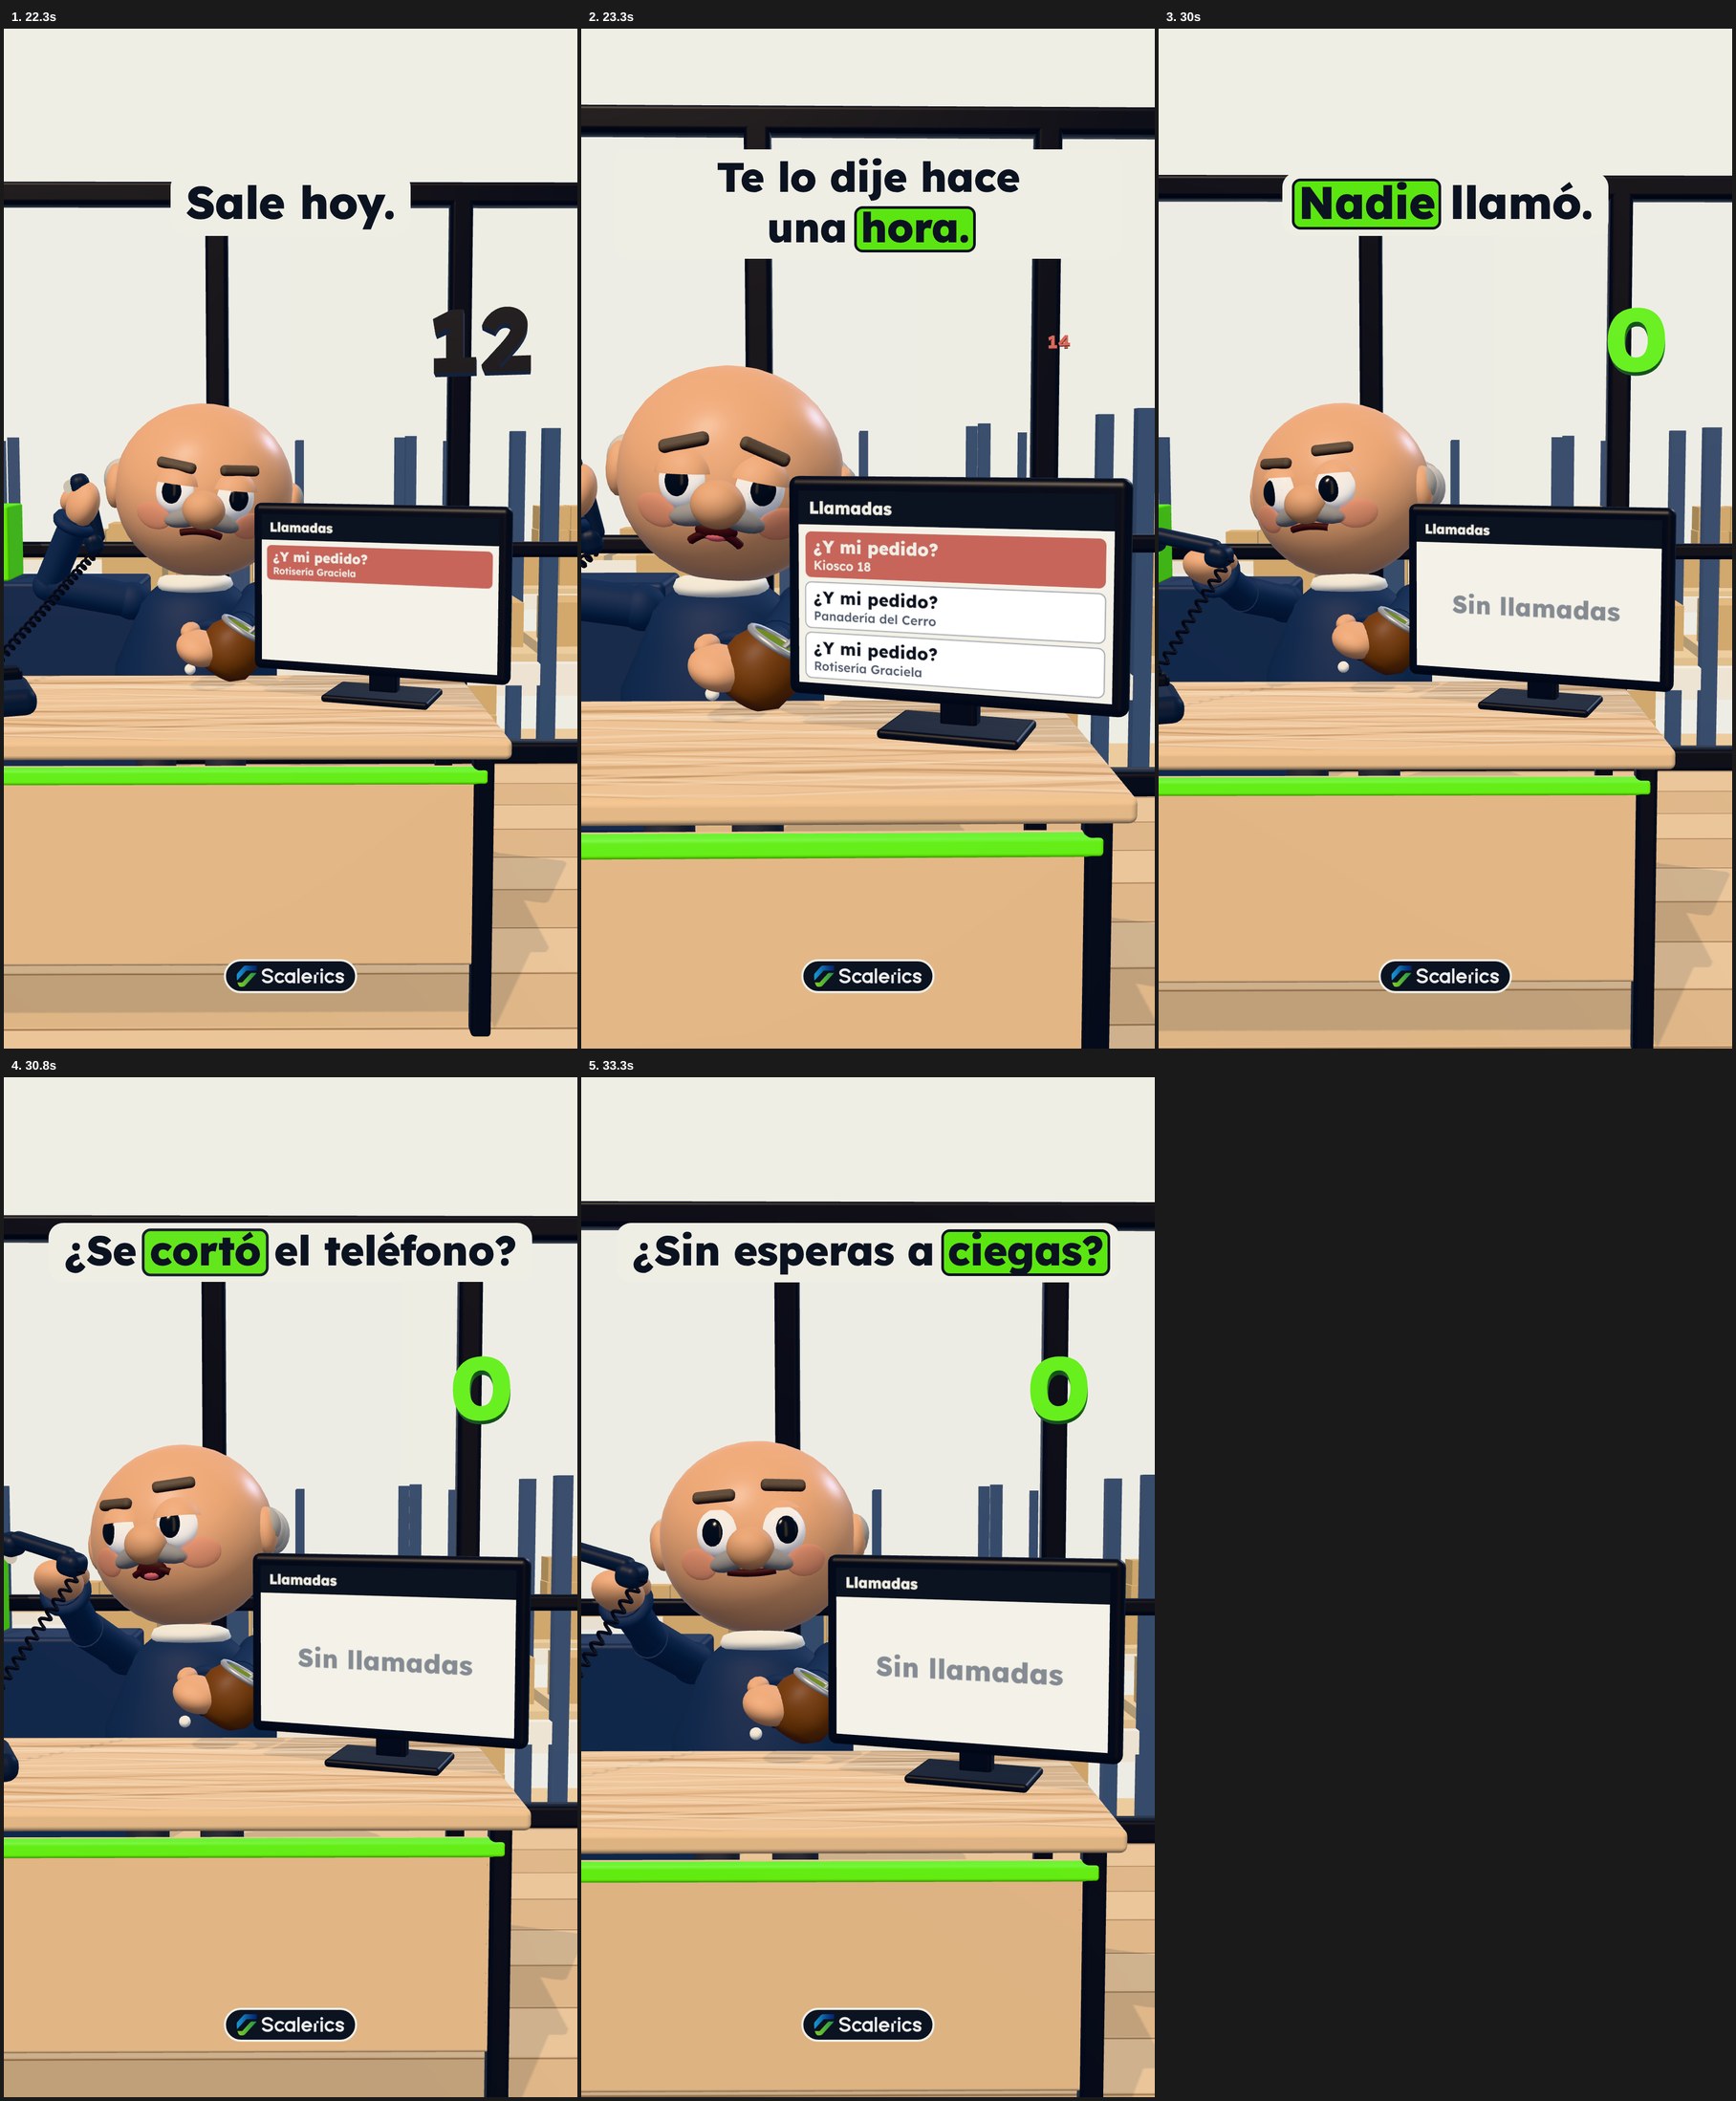 1. 22.3s
Sale hoy.
12
Llamadas
¿Y mi pedido?
Rotisería Graciela
Scalerics
2. 23.3s
Te lo dije hace
una hora.
14
Llamadas
¿Y mi pedido?
Kiosco 18
¿Y mi pedido?
Panadería del Cerro
¿Y mi pedido?
Rotisería Graciela
Scalerics
3. 30s
Nadie llamó.
0
Llamadas
Sin llamadas
Scalerics
4. 30.8s
¿Se cortó el teléfono?
0
Llamadas
Sin llamadas
Scalerics
5. 33.3s
¿Sin esperas a ciegas?
0
Llamadas
Sin llamadas
Scalerics